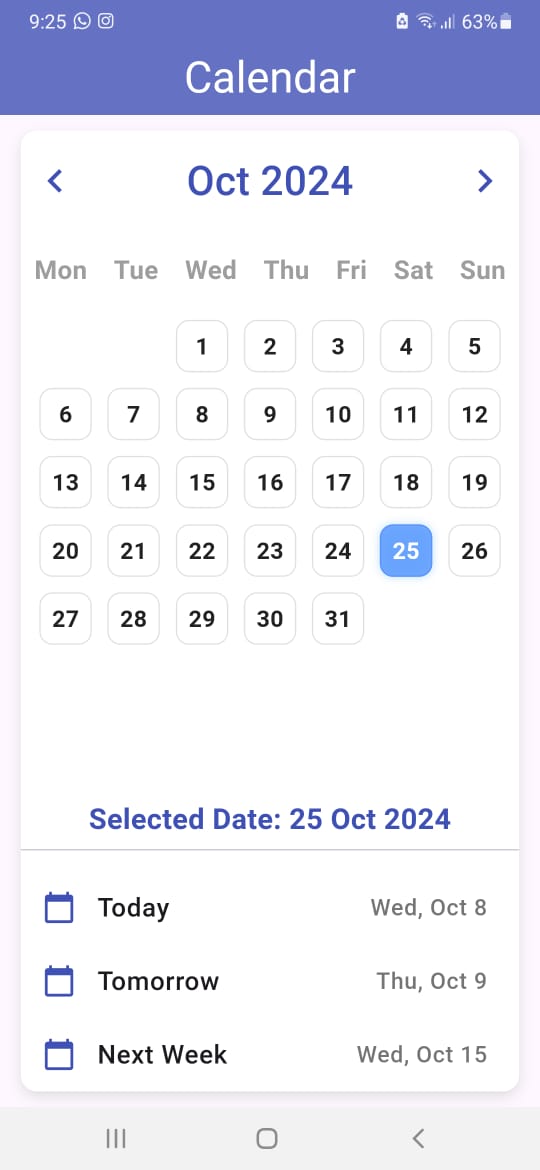 9:25 63%
Calendar
Oct 2024
Mon Tue Wed Thu Fri Sat Sun
1 2 3 4 5
6 7 8 9 10 11 12
13 14 15 16 17 18 19
20 21 22 23 24 25 26
27 28 29 30 31
Selected Date: 25 Oct 2024
Today Wed, Oct 8
Tomorrow Thu, Oct 9
Next Week Wed, Oct 15